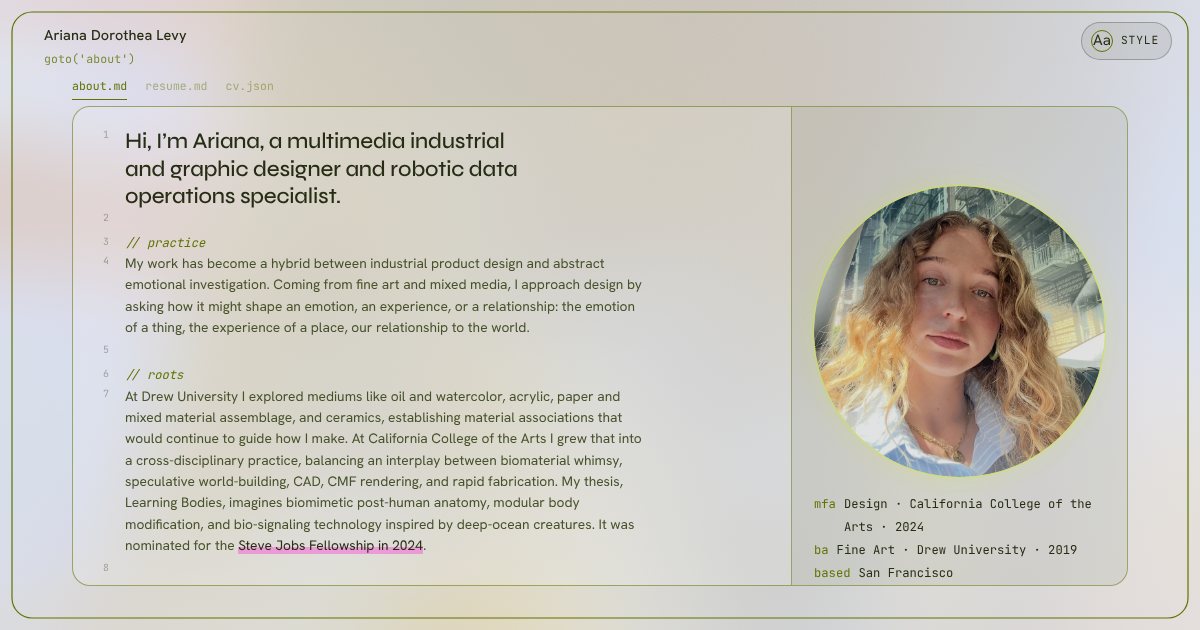 Ariana Dorothea Levy
Aa STYLE
goto('about')
about.md resume.md cv.json
1 Hi, I'm Ariana, a multimedia industrial
and graphic designer and robotic data
operations specialist.
2
3 // practice
4 My work has become a hybrid between industrial product design and abstract
emotional investigation. Coming from fine art and mixed media, I approach design by
asking how it might shape an emotion, an experience, or a relationship: the emotion
of a thing, the experience of a place, our relationship to the world.
5
6 // roots
7 At Drew University I explored mediums like oil and watercolor, acrylic, paper and
mixed material assemblage, and ceramics, establishing material associations that
would continue to guide how I make. At California College of the Arts I grew that into
a cross-disciplinary practice, balancing an interplay between biomaterial whimsy,
speculative world-building, CAD, CMF rendering, and rapid fabrication. My thesis,
Learning Bodies, imagines biomimetic post-human anatomy, modular body
modification, and bio-signaling technology inspired by deep-ocean creatures. It was
nominated for the Steve Jobs Fellowship in 2024.
8
mfa Design · California College of the
Arts · 2024
ba Fine Art · Drew University · 2019
based San Francisco